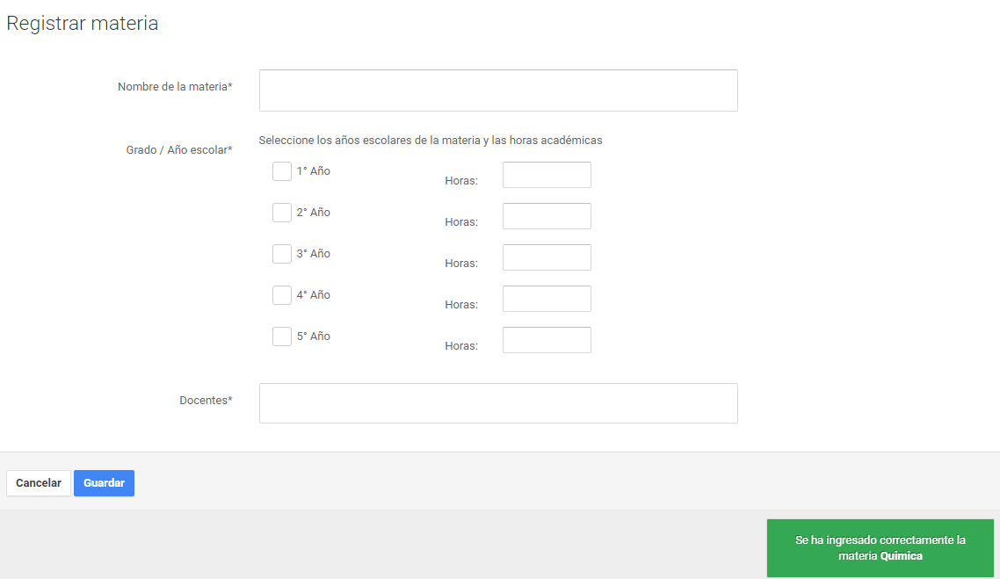 Registrar materia
Nombre de la materia*
Grado / Año escolar*
Seleccione los años escolares de la materia y las horas académicas
1° Año Horas:
2° Año Horas:
3° Año Horas:
4° Año Horas:
5° Año Horas:
Docentes*
Cancelar Guardar
Se ha ingresado correctamente la
materia Quimica